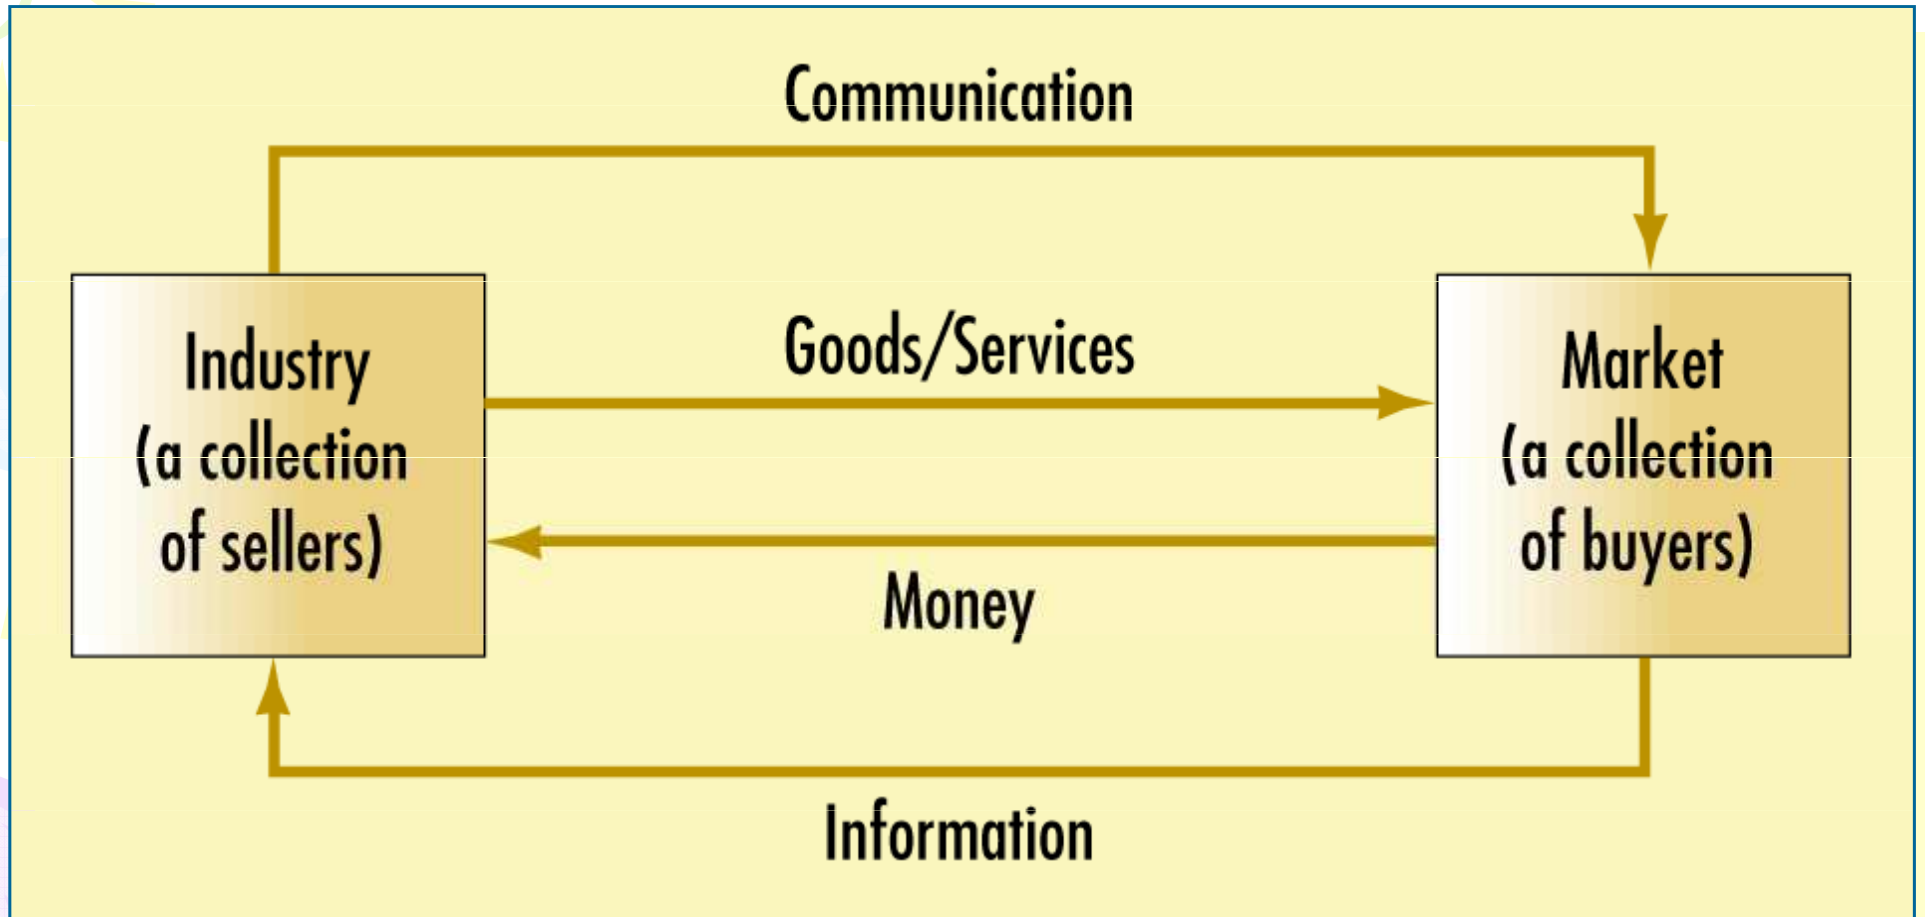 Communication
Goods/Services
Industry
(a collection
of sellers)
Market
(a collection
of buyers)
Money
Information